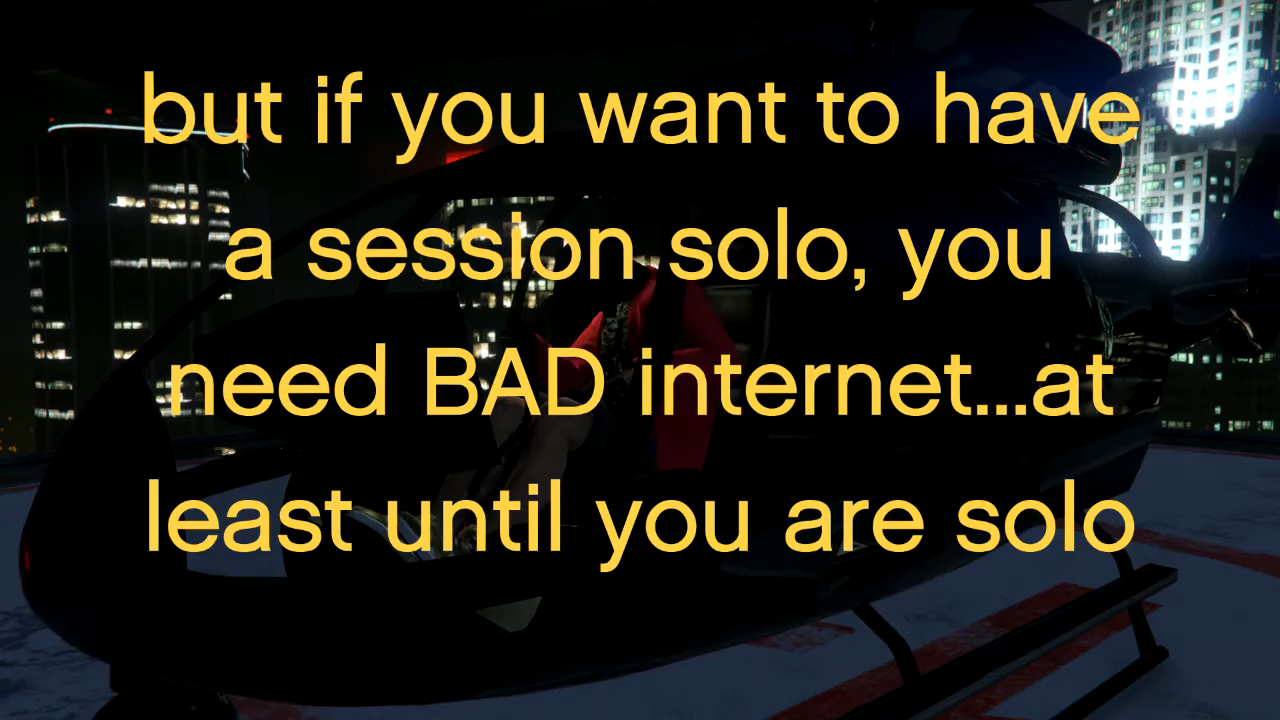 but if you want to have
a session solo, you
need BAD internet...at
least until you are solo